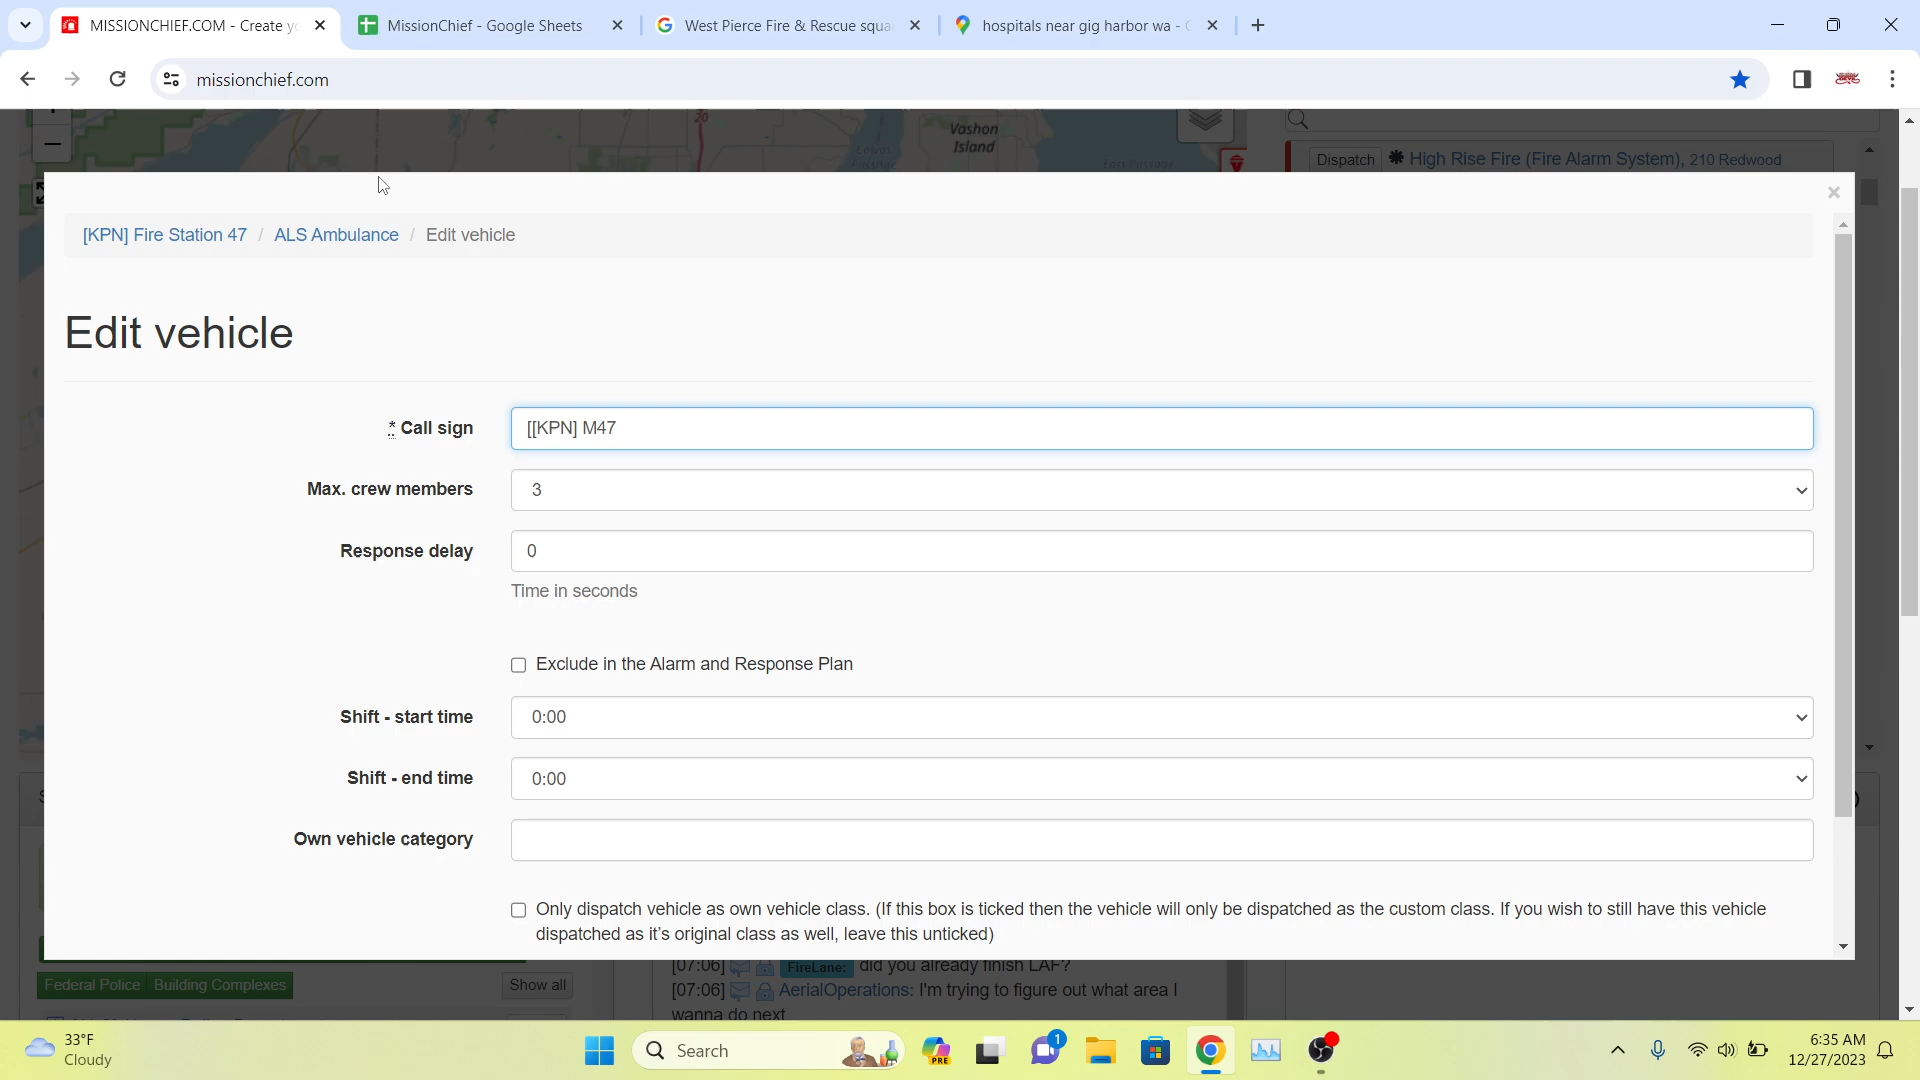 MISSIONCHIEF.COM - Create yo
MissionChief - Google Sheets
West Pierce Fire & Rescue squa
hospitals near gig harbor wa -
missionchief.com
20
Vashon
Island
Dispatch
High Rise Fire (Fire Alarm System), 210 Redwood
[KPN] Fire Station 47 / ALS Ambulance / Edit vehicle
Edit vehicle
* Call sign
[[KPN] M47
Max. crew members
3
Response delay
0
Time in seconds
Exclude in the Alarm and Response Plan
Shift - start time
0:00
Shift - end time
0:00
Own vehicle category
Only dispatch vehicle as own vehicle class. (If this box is ticked then the vehicle will only be dispatched as the custom class. If you wish to still have this vehicle
dispatched as it's original class as well, leave this unticked)
[07:06] FireLane: did you already finish LAF?
Federal Police
Building Complexes
Show all
[07:06] AerialOperations: I'm trying to figure out what area I
wanna do next
33°F
Cloudy
Search
PRE
1
6:35 AM
12/27/2023